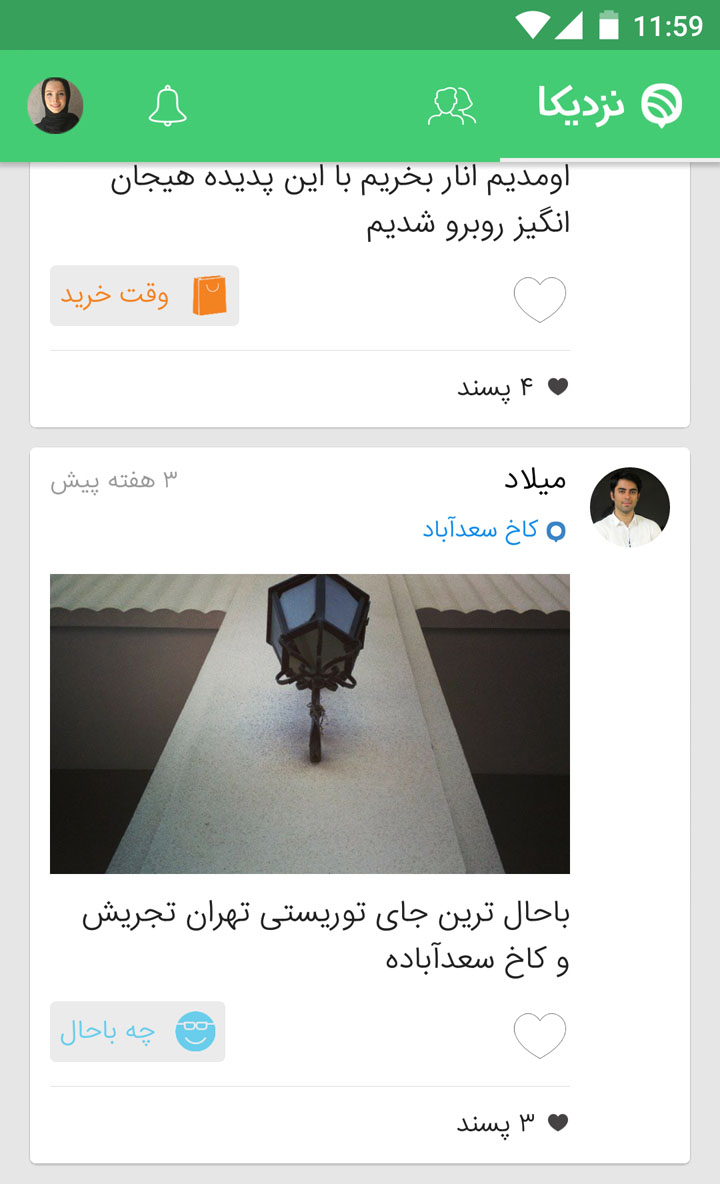 11:59
نزدیکا
اومدیم انار بخریم با این پدیده هیجان
انگیز روبرو شدیم
وقت خرید
۴ پسند
میلاد
۳ هفته پیش
کاخ سعدآباد
باحال ترین جای توریستی تهران تجریش
و کاخ سعدآباده
چه باحال
۳ پسند